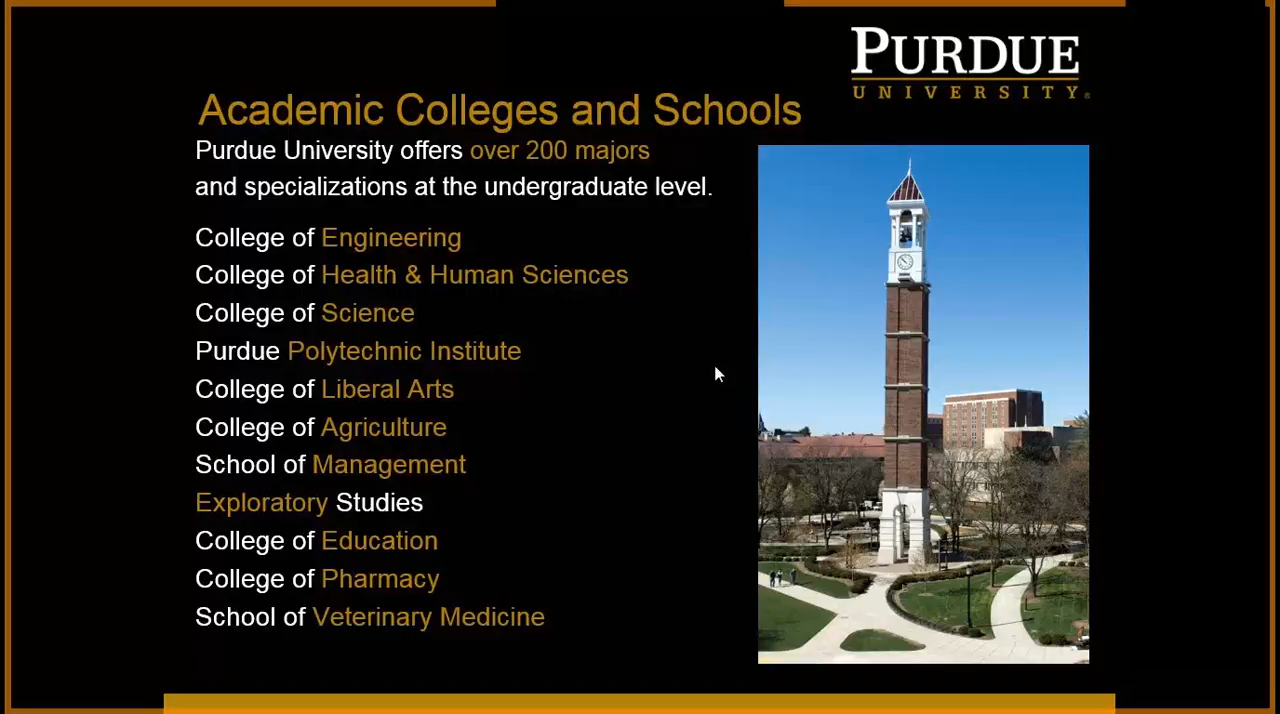 PURDUE
UNIVERSITY®
Academic Colleges and Schools
Purdue University offers over 200 majors
and specializations at the undergraduate level.
College of Engineering
College of Health & Human Sciences
College of Science
Purdue Polytechnic Institute
College of Liberal Arts
College of Agriculture
School of Management
Exploratory Studies
College of Education
College of Pharmacy
School of Veterinary Medicine